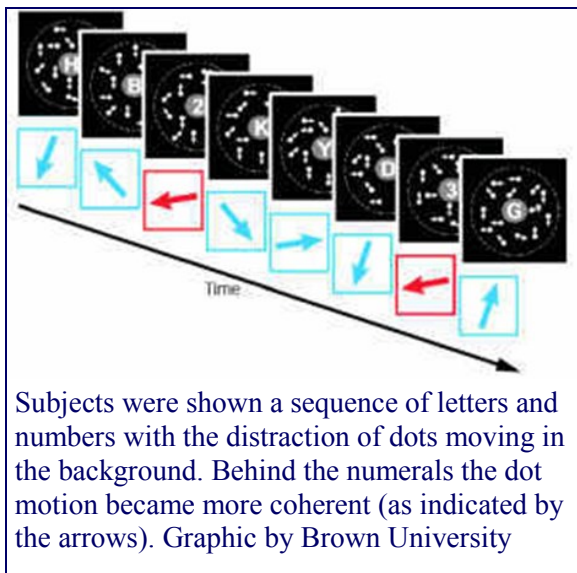 H
B
2
K
Y
D
3
G
Time
Subjects were shown a sequence of letters and
numbers with the distraction of dots moving in
the background. Behind the numerals the dot
motion became more coherent (as indicated by
the arrows). Graphic by Brown University